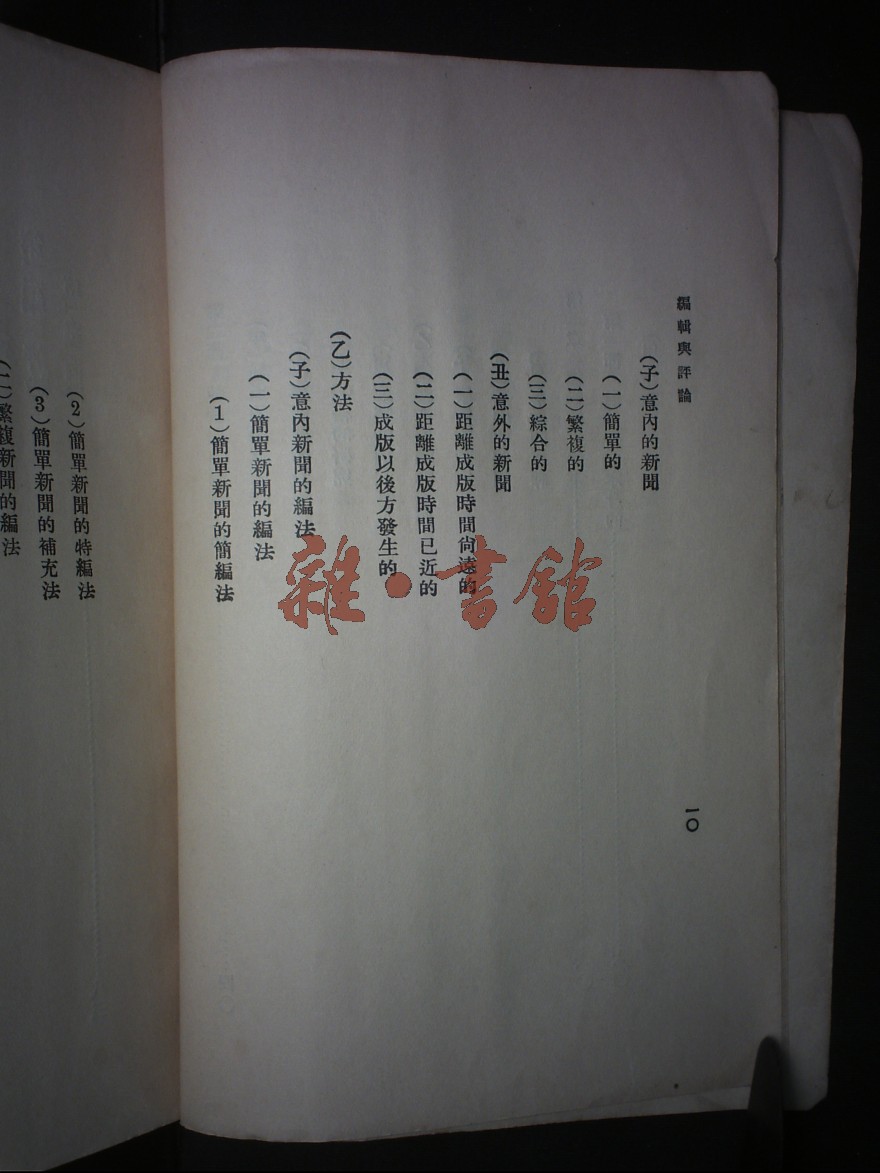 編輯與評論
(子)意內的新聞
(一)簡單的
(二)繁複的
(三)綜合的
(丑)意外的新聞
(一)距離成版時間尙遠的
(二)距離成版時間已近的
(三)成版以後方發生的
(乙)方法
(子)意內新聞的編法
(一)簡單新聞的編法
(1)簡單新聞的簡編法
一〇
(2)簡單新聞的特編法
(3)簡單新聞的補充法
(二)繁複新聞的編法
雜·書館